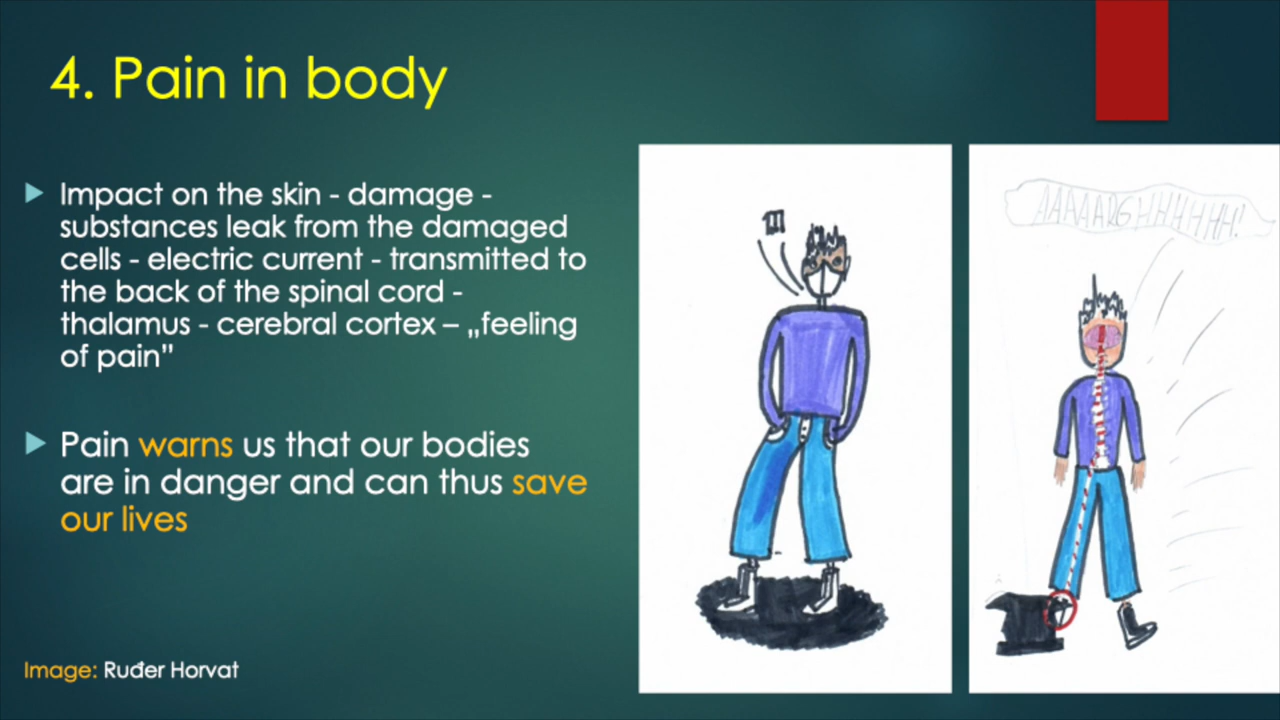 4. Pain in body
Impact on the skin - damage -
substances leak from the damaged
cells - electric current - transmitted to
the back of the spinal cord -
thalamus - cerebral cortex – „feeling
of pain”
Pain warns us that our bodies
are in danger and can thus save
our lives
Image: Ruđer Horvat
!!!
AAAAARGHHHHHH!